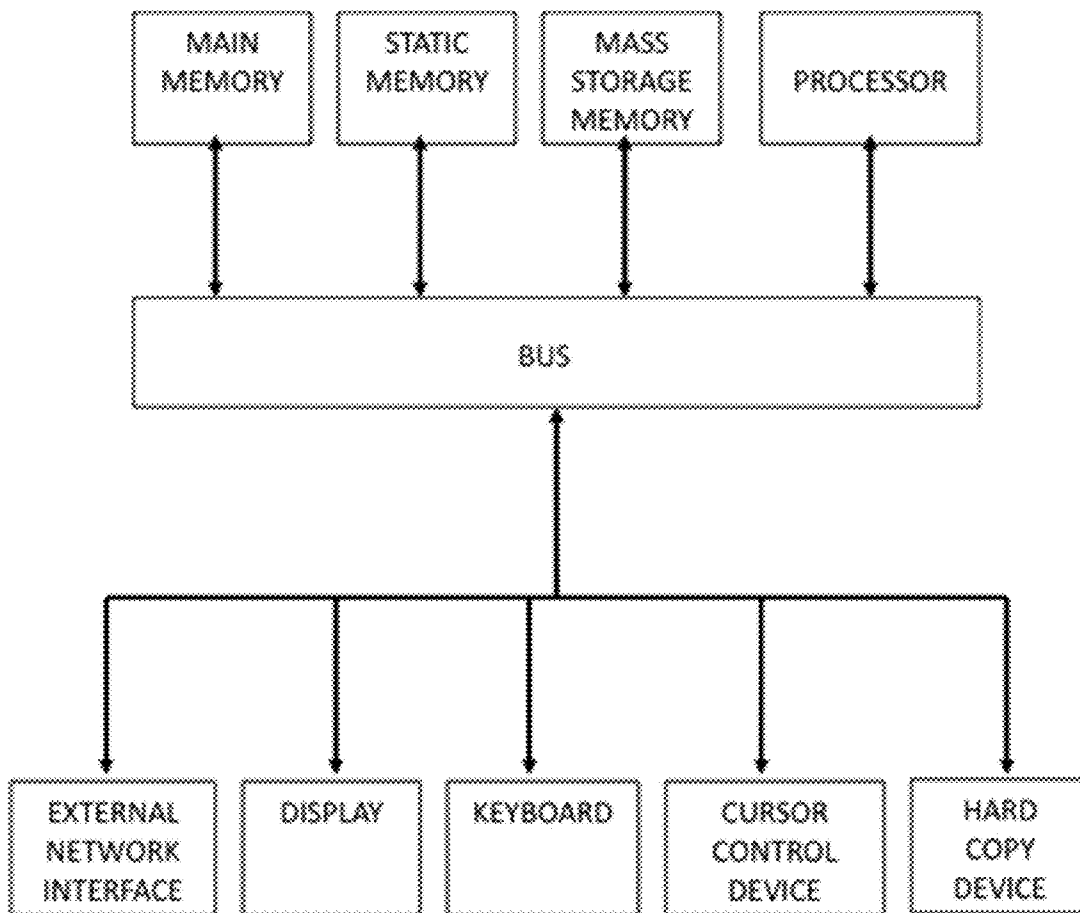 MAIN
MEMORY
STATIC
MEMORY
MASS
STORAGE
MEMORY
PROCESSOR
BUS
EXTERNAL
NETWORK
INTERFACE
DISPLAY
KEYBOARD
CURSOR
CONTROL
DEVICE
HARD
COPY
DEVICE